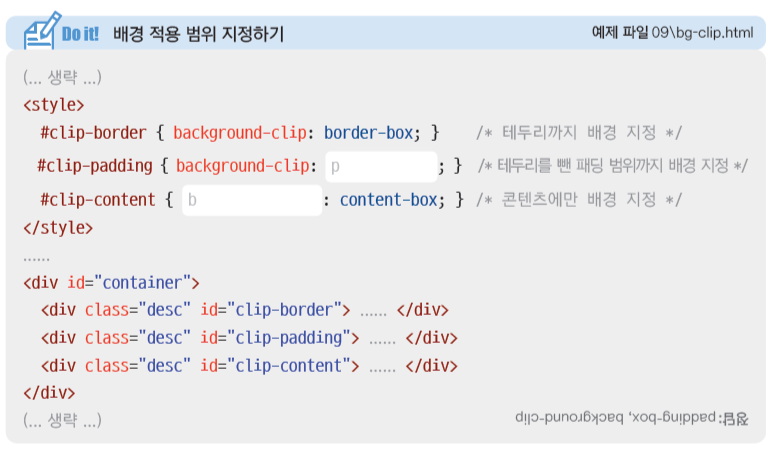 Do it! 배경 적용 범위 지정하기 예제 파일 09\bg-clip.html
(... 생략 ...)
<style>
#clip-border { background-clip: border-box; } /* 테두리까지 배경 지정 */
#clip-padding { background-clip: p ; } /* 테두리를 뺀 패딩 범위까지 배경 지정 */
#clip-content { b : content-box; } /* 콘텐츠에만 배경 지정 */
</style>
......
<div id="container">
<div class="desc" id="clip-border"> ...... </div>
<div class="desc" id="clip-padding"> ...... </div>
<div class="desc" id="clip-content"> ...... </div>
</div>
(... 생략 ...)
정답: padding-box, background-clip